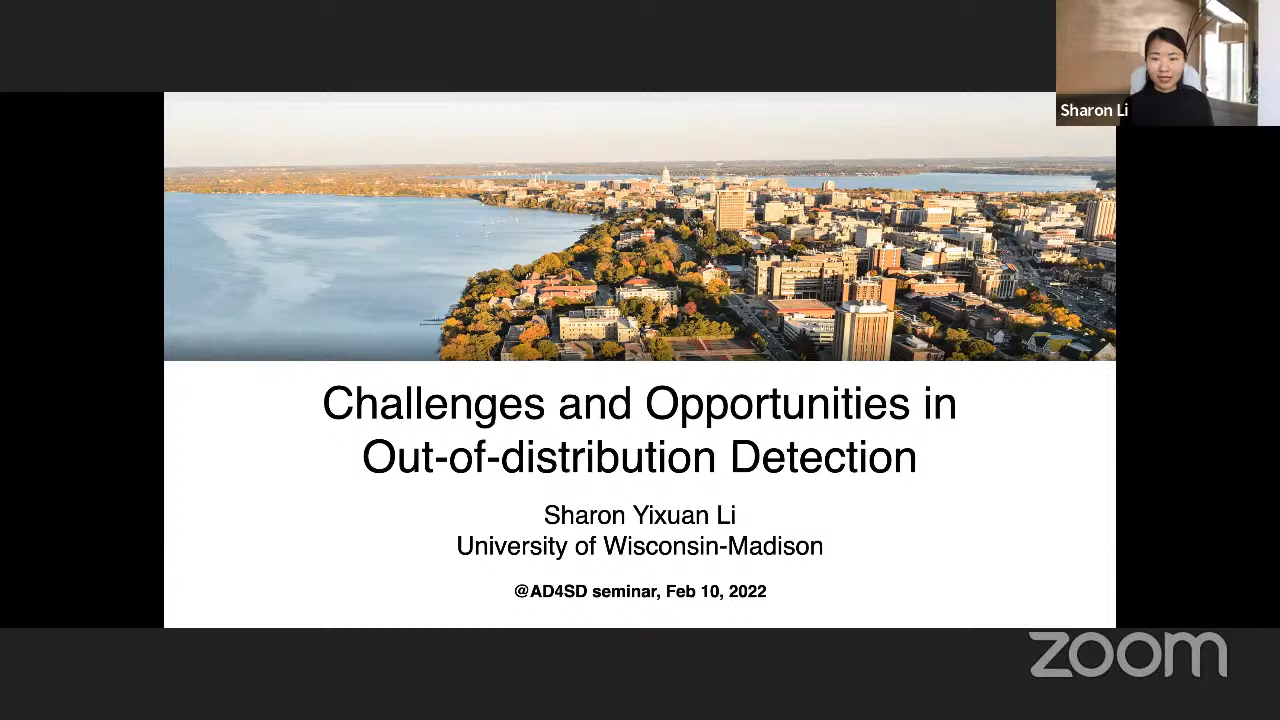 Sharon Li
Challenges and Opportunities in
Out-of-distribution Detection
Sharon Yixuan Li
University of Wisconsin-Madison
@AD4SD seminar, Feb 10, 2022
zoom